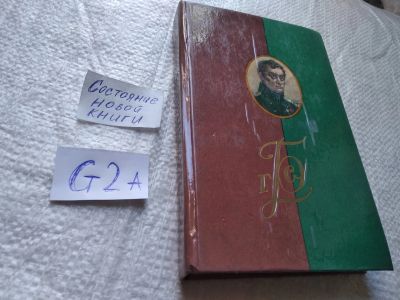 Состояние
новой
книги
G2A